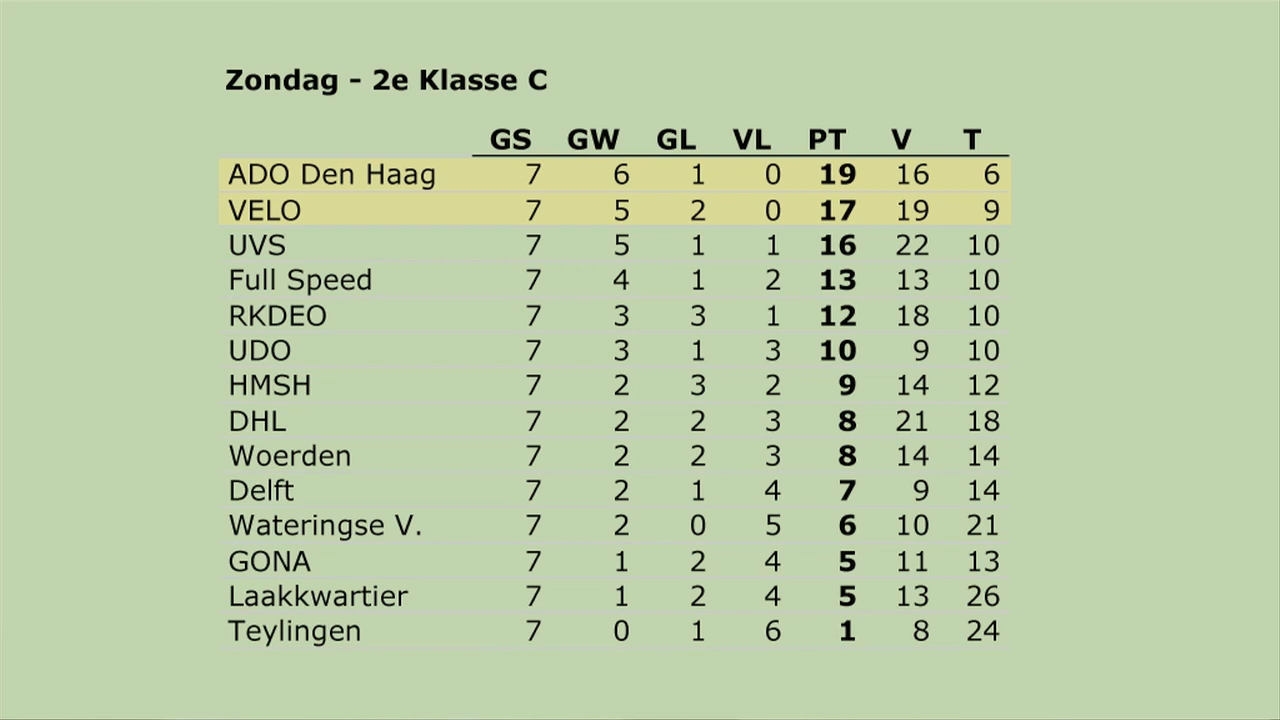 Zondag - 2e Klasse C
GS GW GL VL PT V T
ADO Den Haag 7 6 1 0 19 16 6
VELO 7 5 2 0 17 19 9
UVS 7 5 1 1 16 22 10
Full Speed 7 4 1 2 13 13 10
RKDEO 7 3 3 1 12 18 10
UDO 7 3 1 3 10 9 10
HMSH 7 2 3 2 9 14 12
DHL 7 2 2 3 8 21 18
Woerden 7 2 2 3 8 14 14
Delft 7 2 1 4 7 9 14
Wateringse V. 7 2 0 5 6 10 21
GONA 7 1 2 4 5 11 13
Laakkwartier 7 1 2 4 5 13 26
Teylingen 7 0 1 6 1 8 24